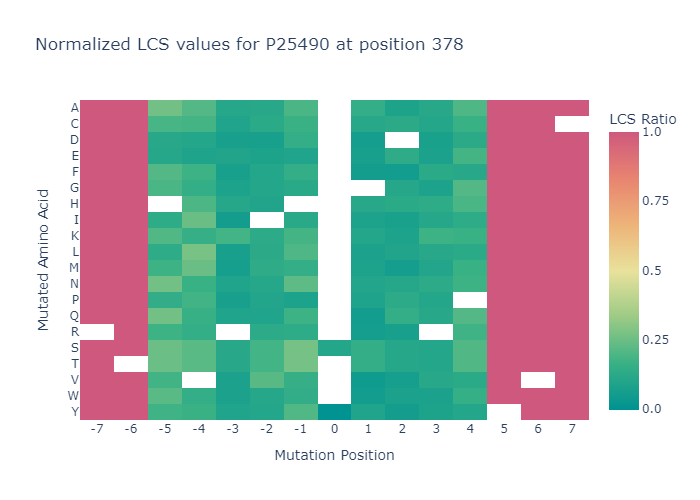 Normalized LCS values for P25490 at position 378
LCS Ratio
A
C
D
E
F
G
H
I
K
L
M
N
P
Q
R
S
T
V
W
Y
Mutated Amino Acid
1.0
0.75
0.5
0.25
0.0
-7 -6 -5 -4 -3 -2 -1 0 1 2 3 4 5 6 7
Mutation Position